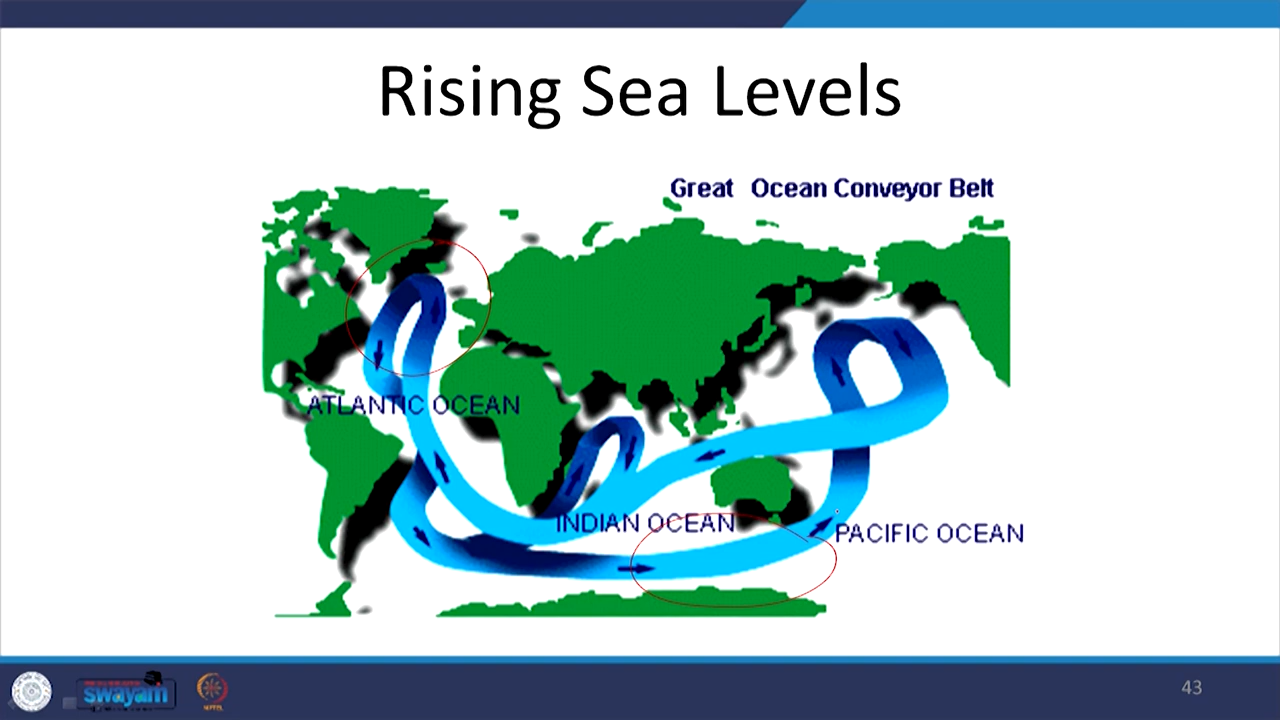 Rising Sea Levels
Great Ocean Conveyor Belt
ATLANTIC OCEAN
INDIAN OCEAN
PACIFIC OCEAN
swayam
43